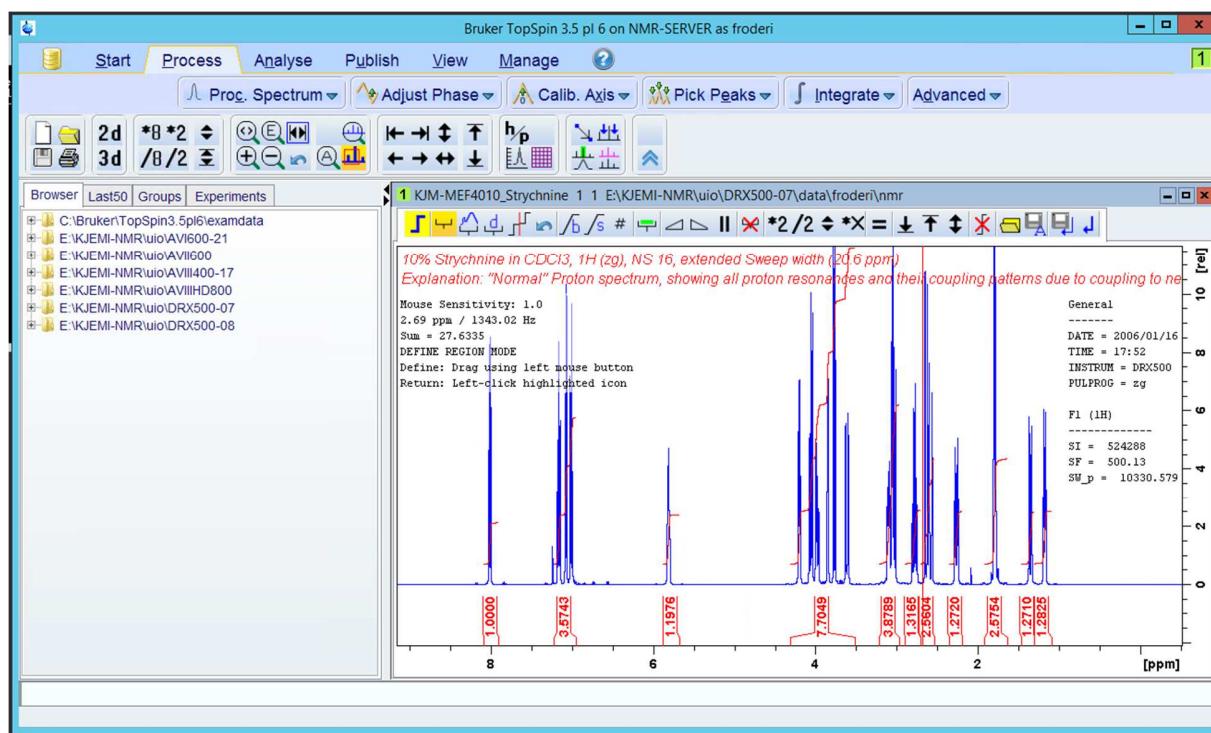 Bruker TopSpin 3.5 pl 6 on NMR-SERVER as froderi
Start Process Analyse Publish View Manage ? 1
Proc. Spectrum Adjust Phase Calib. Axis Pick Peaks Integrate Advanced
2d *8 *2 E h/p
3d /8 /2 A
Browser Last50 Groups Experiments
C:\Bruker\TopSpin3.5pl6\examdata
E:\KJEMI-NMR\uio\AVI600-21
E:\KJEMI-NMR\uio\AVII600
E:\KJEMI-NMR\uio\AVIII400-17
E:\KJEMI-NMR\uio\AVIIIHD800
E:\KJEMI-NMR\uio\DRX500-07
E:\KJEMI-NMR\uio\DRX500-08
1 KJM-MEF4010_Strychnine 1 1 E:\KJEMI-NMR\uio\DRX500-07\data\froderi\nmr
d ∫b ∫s # *2 /2 *X =
10% Strychnine in CDCl3, 1H (zg), NS 16, extended Sweep width (20.6 ppm)
Explanation: "Normal" Proton spectrum, showing all proton resonances and their coupling patterns due to coupling to ne
Mouse Sensitivity: 1.0
2.69 ppm / 1343.02 Hz
Sum = 27.6335
DEFINE REGION MODE
Define: Drag using left mouse button
Return: Left-click highlighted icon
General
-------
DATE = 2006/01/16
TIME = 17:52
INSTRUM = DRX500
PULPROG = zg
F1 (1H)
-------------
SI = 524288
SF = 500.13
SW_p = 10330.579
[rel]
10
8
6
4
2
0
1.0000 3.5743 1.1976 7.7049 3.8789 1.3165 2.5604 1.2720 2.5754 1.2710 1.2825
8 6 4 2 [ppm]